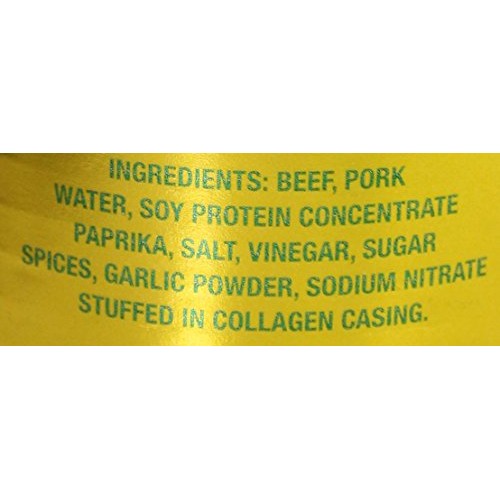 INGREDIENTS: BEEF, PORK
WATER, SOY PROTEIN CONCENTRATE
PAPRIKA, SALT, VINEGAR, SUGAR
SPICES, GARLIC POWDER, SODIUM NITRATE
STUFFED IN COLLAGEN CASING.